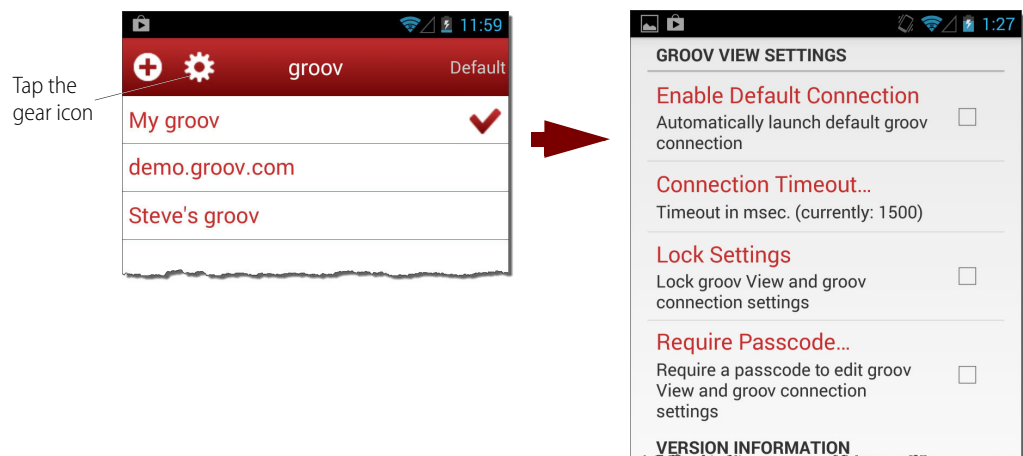 11:59
Tap the
gear icon
groov
Default
My groov
demo.groov.com
Steve's groov
1:27
GROOV VIEW SETTINGS
Enable Default Connection
Automatically launch default groov
connection
Connection Timeout...
Timeout in msec. (currently: 1500)
Lock Settings
Lock groov View and groov
connection settings
Require Passcode...
Require a passcode to edit groov
View and groov connection
settings
VERSION INFORMATION